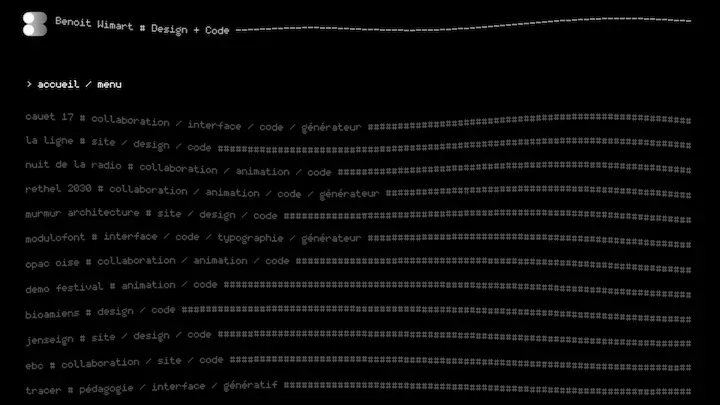 Benoit Wimart # Design + Code -----------------------------------------------------------------------------
> accueil / menu
cauet 17 # collaboration / interface / code / générateur ######################################################
la ligne # site / design / code ###############################################################################
nuit de la radio # collaboration / animation / code ###########################################################
rethel 2030 # collaboration / animation / code / générateur ###################################################
murmur architecture # site / design / code ####################################################################
modulofont # interface / code / typographie / générateur ######################################################
opac oise # collaboration / animation / code ##################################################################
demo festival # animation / code ##############################################################################
bioamiens # design / code #####################################################################################
jenseign # site / design / code ###############################################################################
ebc # collaboration / site / code #############################################################################
tracer # pédagogie / interface / génératif ####################################################################